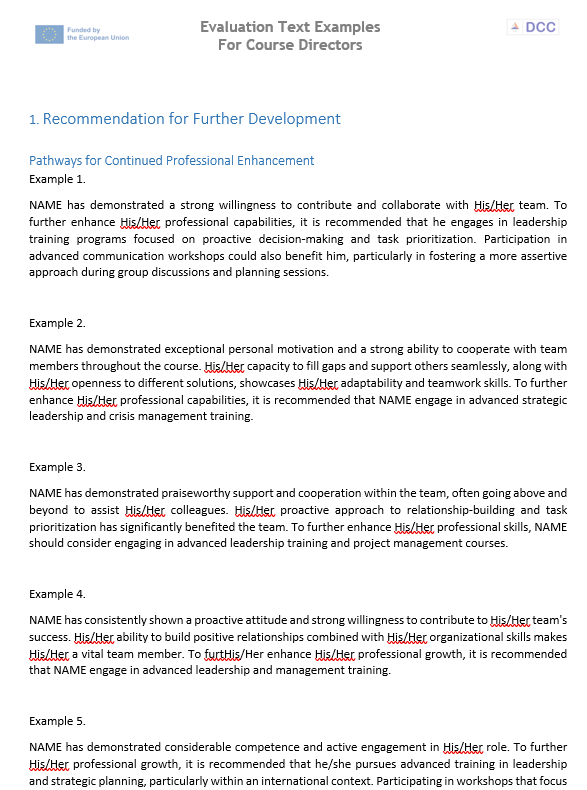 Funded by
the European Union
Evaluation Text Examples
For Course Directors
DCC
1. Recommendation for Further Development
Pathways for Continued Professional Enhancement
Example 1.
NAME has demonstrated a strong willingness to contribute and collaborate with His/Her team. To
further enhance His/Her professional capabilities, it is recommended that he engages in leadership
training programs focused on proactive decision-making and task prioritization. Participation in
advanced communication workshops could also benefit him, particularly in fostering a more assertive
approach during group discussions and planning sessions.
Example 2.
NAME has demonstrated exceptional personal motivation and a strong ability to cooperate with team
members throughout the course. His/Her capacity to fill gaps and support others seamlessly, along with
His/Her openness to different solutions, showcases His/Her adaptability and teamwork skills. To further
enhance His/Her professional capabilities, it is recommended that NAME engage in advanced strategic
leadership and crisis management training.
Example 3.
NAME has demonstrated praiseworthy support and cooperation within the team, often going above and
beyond to assist His/Her colleagues. His/Her proactive approach to relationship-building and task
prioritization has significantly benefited the team. To further enhance His/Her professional skills, NAME
should consider engaging in advanced leadership training and project management courses.
Example 4.
NAME has consistently shown a proactive attitude and strong willingness to contribute to His/Her team's
success. His/Her ability to build positive relationships combined with His/Her organizational skills makes
His/Her a vital team member. To furtHis/Her enhance His/Her professional growth, it is recommended
that NAME engage in advanced leadership and management training.
Example 5.
NAME has demonstrated considerable competence and active engagement in His/Her role. To further
His/Her professional growth, it is recommended that he/she pursues advanced training in leadership
and strategic planning, particularly within an international context. Participating in workshops that focus